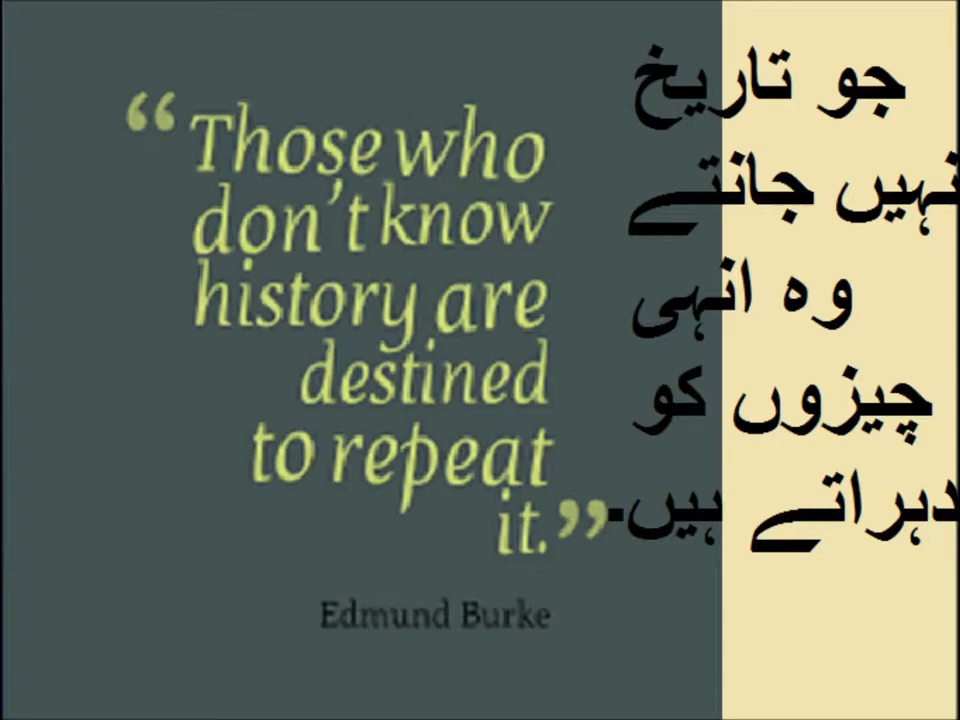 “Those who
don’t know
history are
destined
to repeat
it.”
Edmund Burke
جو تاریخ
نہیں جانتے
وہ انہی
چیزوں کو
دہراتے ہیں.